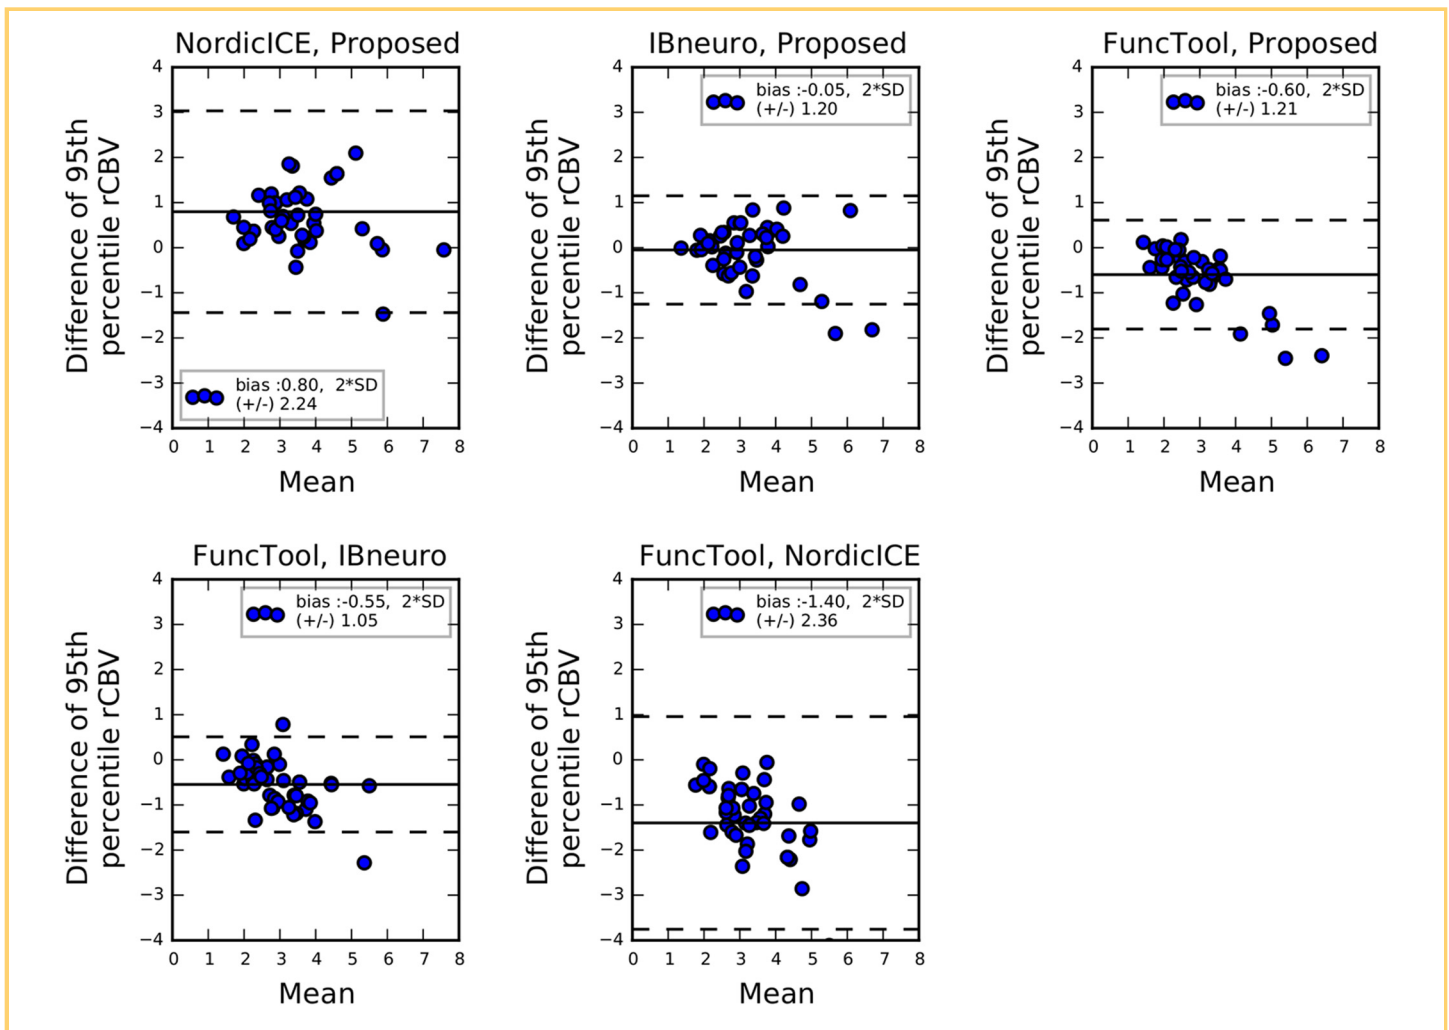 NordicICE, Proposed
4
3
2
1
0
−1
−2
−3
−4
Difference of 95th
percentile rCBV
bias :0.80, 2*SD
(+/-) 2.24
0 1 2 3 4 5 6 7 8
Mean
IBneuro, Proposed
4
3
2
1
0
−1
−2
−3
−4
Difference of 95th
percentile rCBV
bias :-0.05, 2*SD
(+/-) 1.20
0 1 2 3 4 5 6 7 8
Mean
FuncTool, Proposed
4
3
2
1
0
−1
−2
−3
−4
Difference of 95th
percentile rCBV
bias :-0.60, 2*SD
(+/-) 1.21
0 1 2 3 4 5 6 7 8
Mean
FuncTool, IBneuro
4
3
2
1
0
−1
−2
−3
−4
Difference of 95th
percentile rCBV
bias :-0.55, 2*SD
(+/-) 1.05
0 1 2 3 4 5 6 7 8
Mean
FuncTool, NordicICE
4
3
2
1
0
−1
−2
−3
−4
Difference of 95th
percentile rCBV
bias :-1.40, 2*SD
(+/-) 2.36
0 1 2 3 4 5 6 7 8
Mean